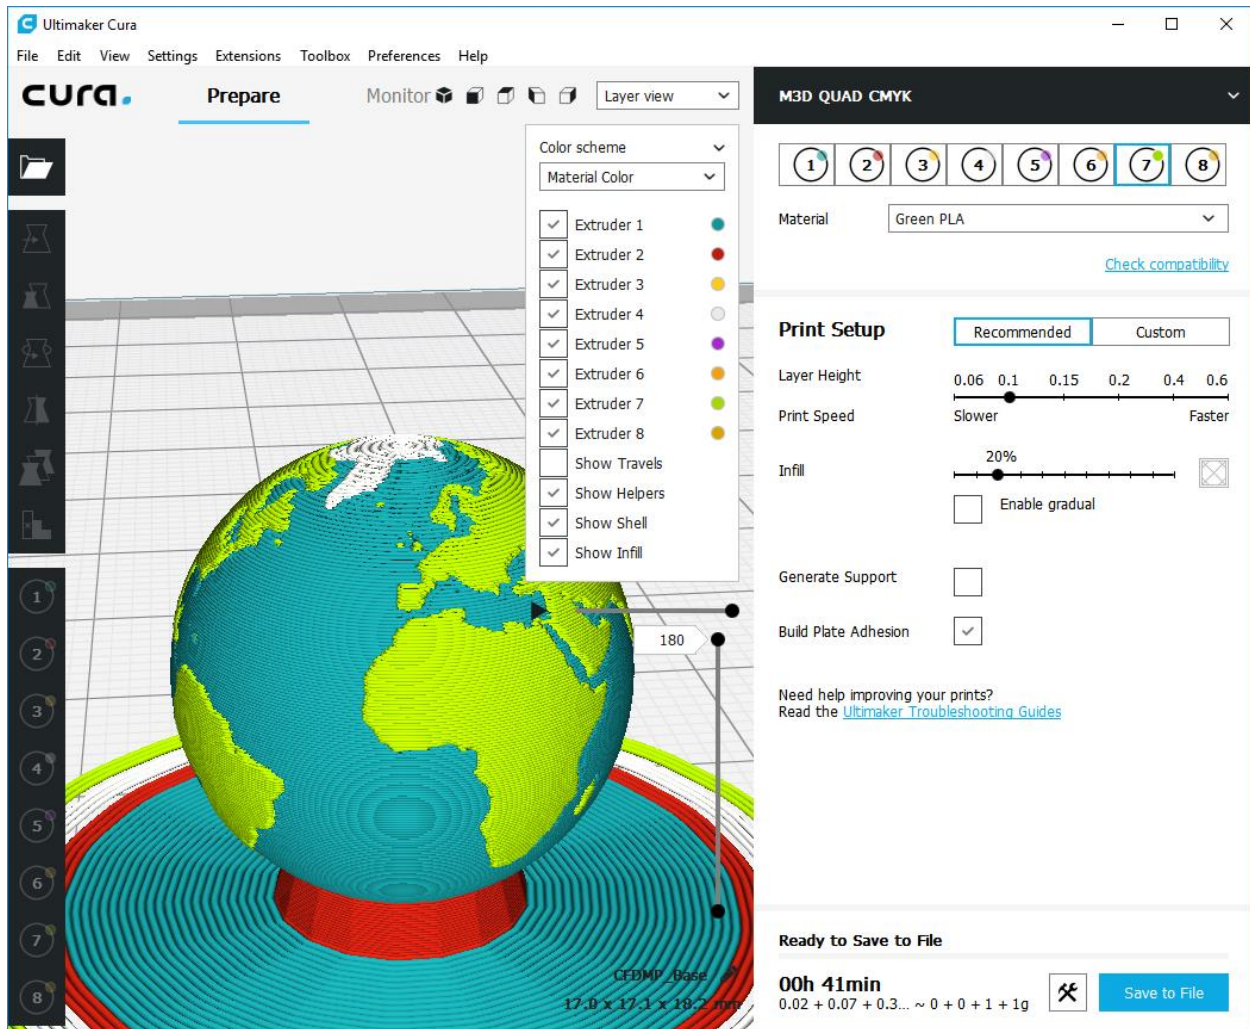 Ultimaker Cura
File Edit View Settings Extensions Toolbox Preferences Help
cura.
Prepare
Monitor
Layer view
Color scheme
Material Color
Extruder 1
Extruder 2
Extruder 3
Extruder 4
Extruder 5
Extruder 6
Extruder 7
Extruder 8
Show Travels
Show Helpers
Show Shell
Show Infill
180
1
2
3
4
5
6
7
8
CFDMP_Base
17.0 x 17.1 x 18.2 mm
M3D QUAD CMYK
1 2 3 4 5 6 7 8
Material Green PLA
Check compatibility
Print Setup Recommended Custom
Layer Height 0.06 0.1 0.15 0.2 0.4 0.6
Print Speed Slower Faster
Infill 20%
Enable gradual
Generate Support
Build Plate Adhesion
Need help improving your prints?
Read the Ultimaker Troubleshooting Guides
Ready to Save to File
00h 41min
0.02 + 0.07 + 0.3... ~ 0 + 0 + 1 + 1g
Save to File